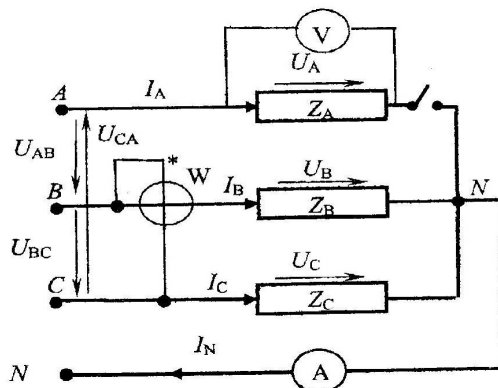 V
U_A
A I_A
Z_A
U_CA
U_AB
* W I_B U_B
B
Z_B
N
U_BC
U_C
C I_C
Z_C
I_N
N A